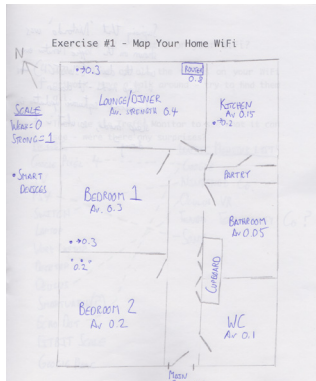 Exercise #1 - Map Your Home WiFi
N
SCALE
WEAK=0
STRONG=1
• SMART
DEVICES
0.3
ROUTER
0.8
LOUNGE/DINER
AV. STRENGTH 0.4
KITCHEN
AV 0.15
0.2
PANTRY
BEDROOM 1
AV. 0.3
BATHROOM
AV 0.05
0.3
0.2
CUPBOARD
BEDROOM 2
AV 0.2
WC
AV 0.1
MAIN